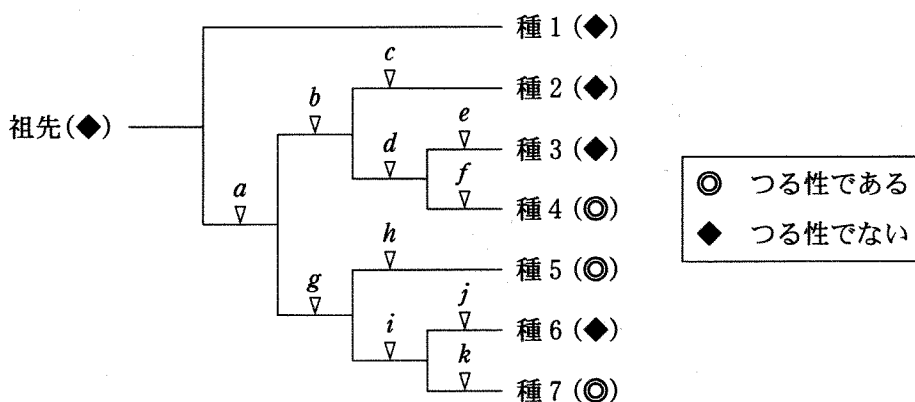 種1(◆)
c
種2(◆)
b
祖先(◆)
e
d
種3(◆)
f
a
種4(◎)
◎ つる性である
◆ つる性でない
h
種5(◎)
g
j
i
種6(◆)
k
種7(◎)